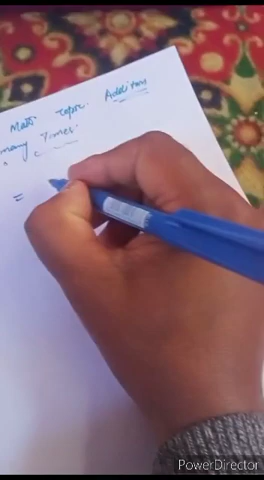 Math topic. Addition
many Times.
=
PowerDirector